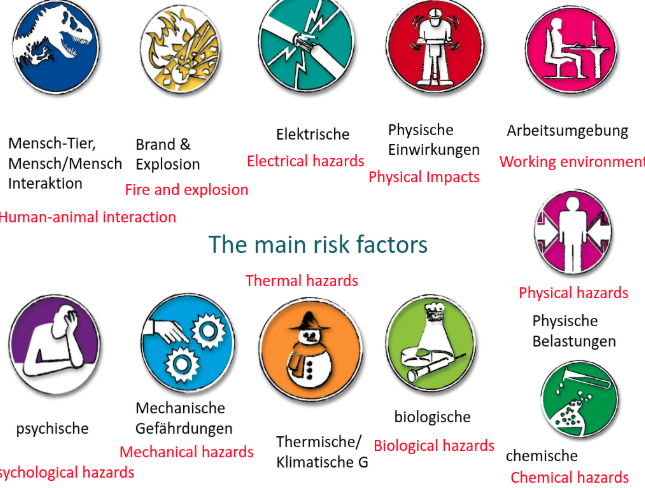 Mensch-Tier,
Mensch/Mensch
Interaktion
Human-animal interaction
Brand &
Explosion
Fire and explosion
Elektrische
Electrical hazards
Physische
Einwirkungen
Physical Impacts
Arbeitsumgebung
Working environment
The main risk factors
Thermal hazards
Physical hazards
Physische
Belastungen
psychische
sychological hazards
Mechanische
Gefährdungen
Mechanical hazards
Thermische/
Klimatische G
biologische
Biological hazards
chemische
Chemical hazards